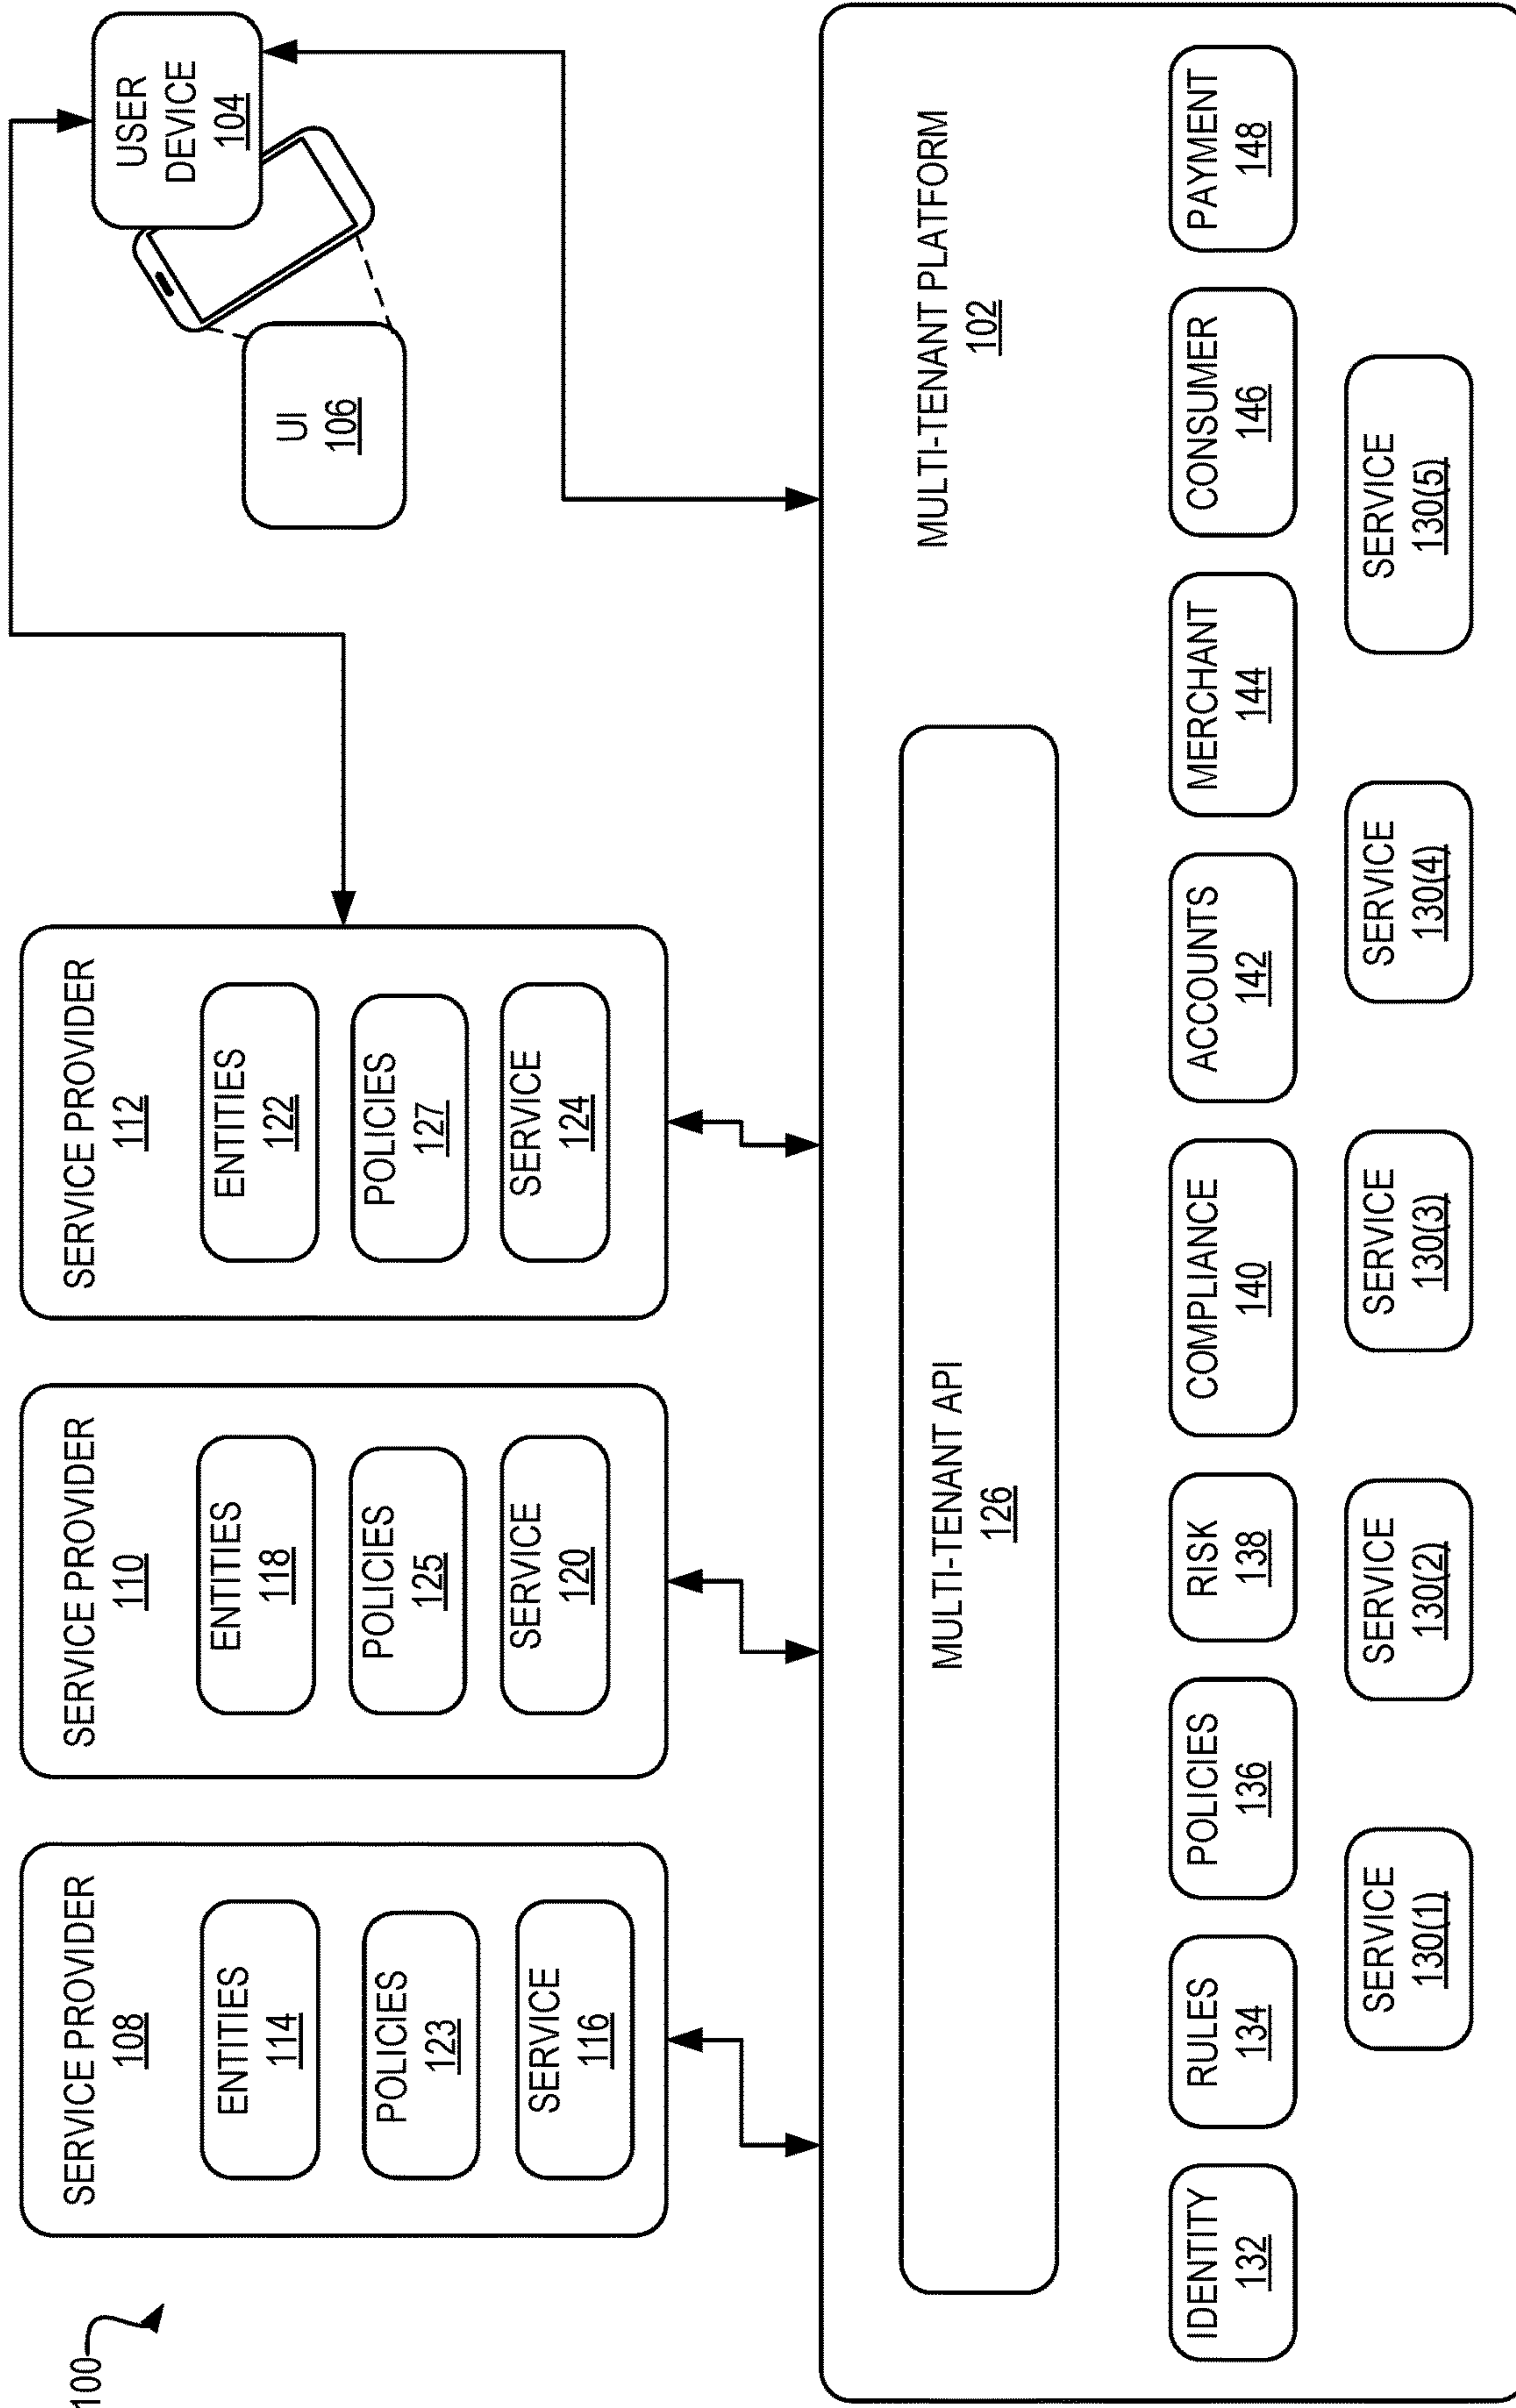 100
SERVICE PROVIDER
108
ENTITIES
114
POLICIES
123
SERVICE
116
SERVICE PROVIDER
110
ENTITIES
118
POLICIES
125
SERVICE
120
SERVICE PROVIDER
112
ENTITIES
122
POLICIES
127
SERVICE
124
USER
DEVICE
104
UI
106
MULTI-TENANT PLATFORM
102
MULTI-TENANT API
126
IDENTITY
132
RULES
134
POLICIES
136
RISK
138
COMPLIANCE
140
ACCOUNTS
142
MERCHANT
144
CONSUMER
146
PAYMENT
148
SERVICE
130(1)
SERVICE
130(2)
SERVICE
130(3)
SERVICE
130(4)
SERVICE
130(5)